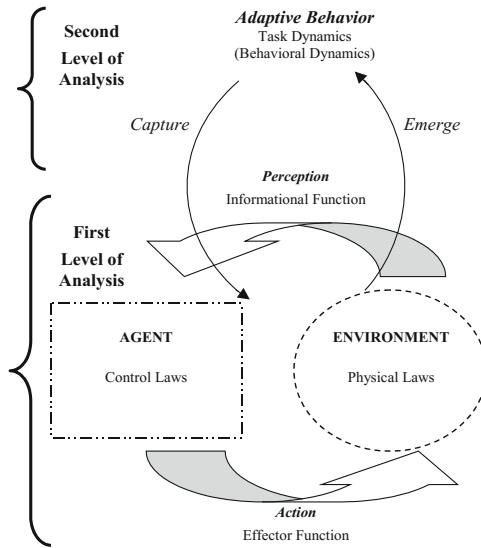 Adaptive Behavior
Task Dynamics
(Behavioral Dynamics)
Second
Level of
Analysis
Capture
Emerge
Perception
Informational Function
First
Level of
Analysis
AGENT
Control Laws
ENVIRONMENT
Physical Laws
Action
Effector Function